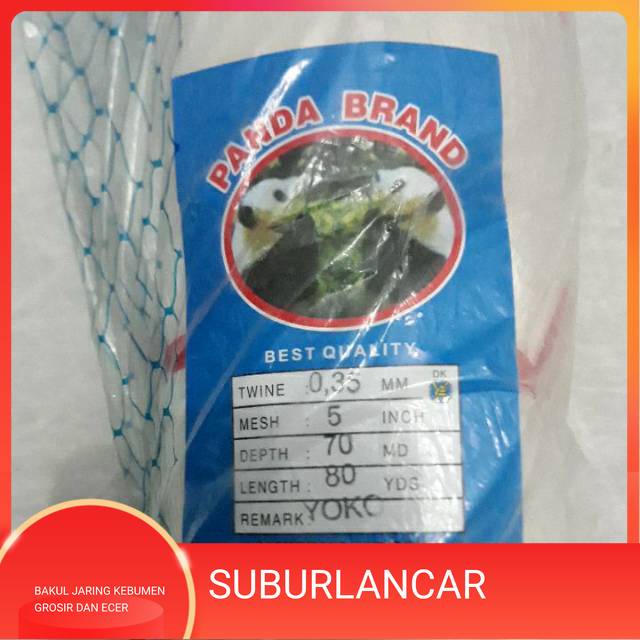 PANDA BRAND
BEST QUALITY
DK
TWINE : 0,35 MM
MESH : 5 INCH
DEPTH : 70 MD
LENGTH : 80 YDS
REMARK YOKO
SUBURLANCAR
BAKUL JARING KEBUMEN
GROSIR DAN ECER